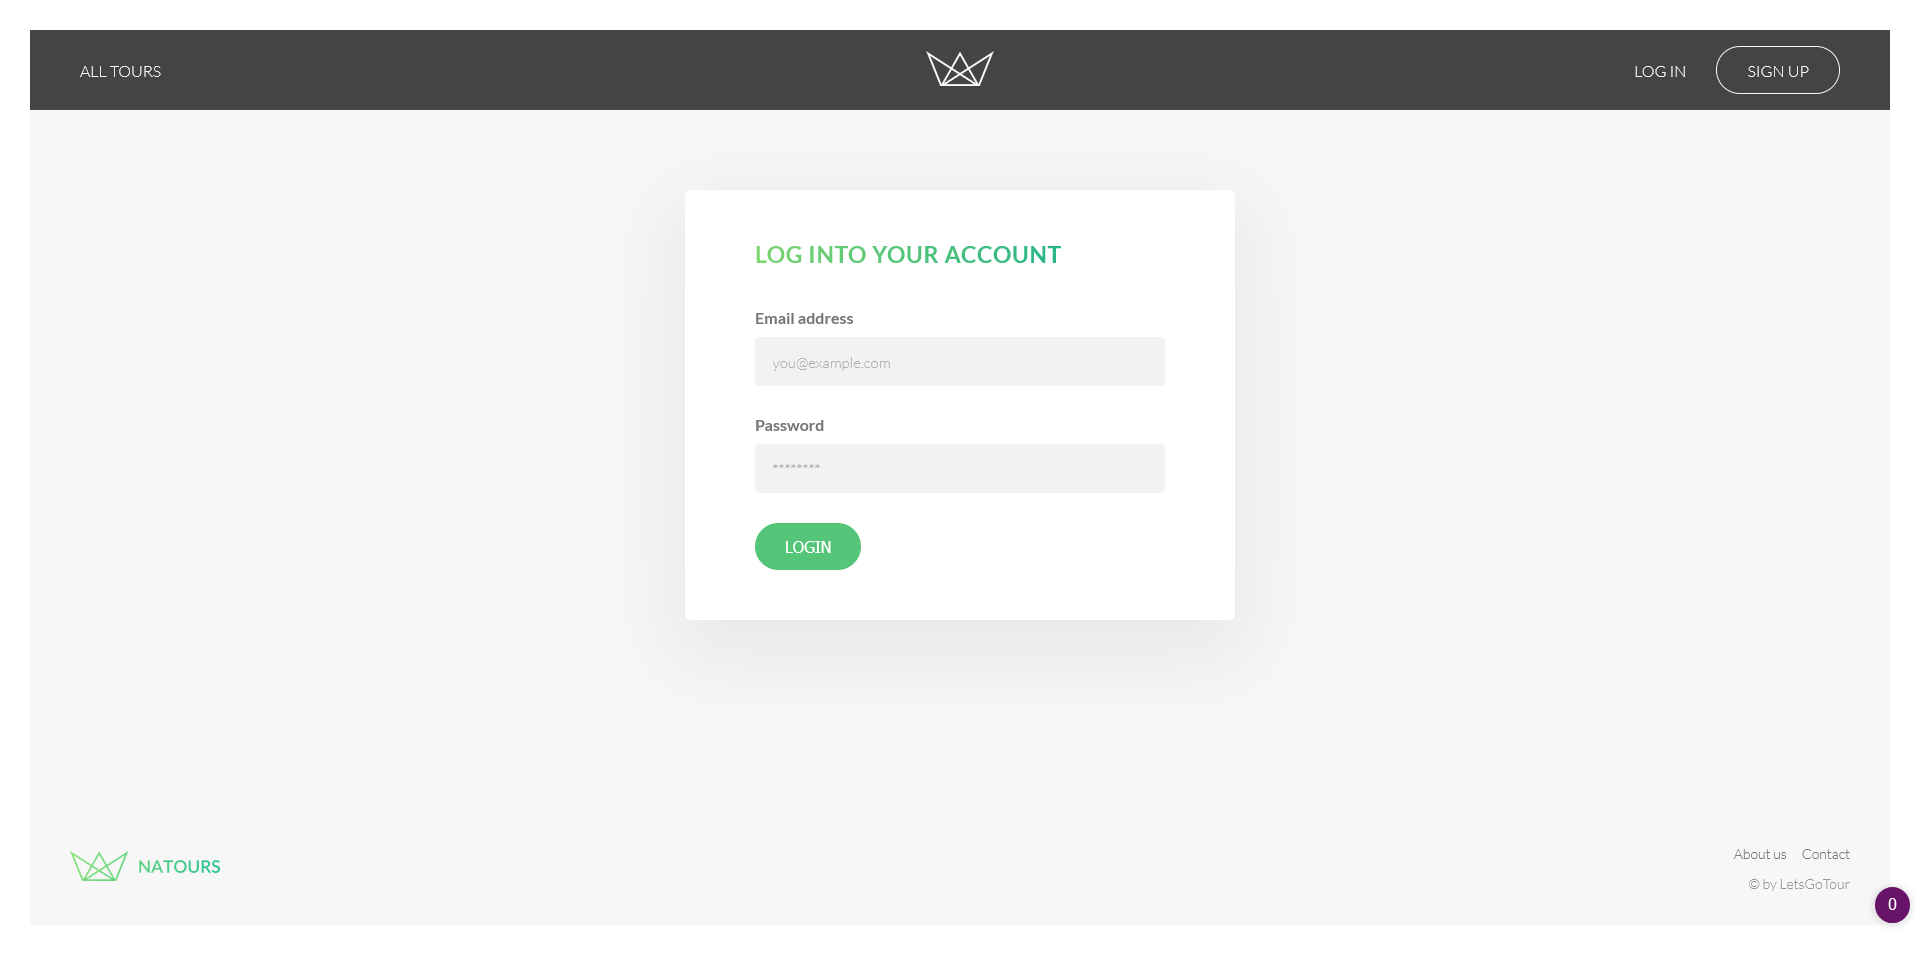 ALL TOURS
LOG IN
SIGN UP
LOG INTO YOUR ACCOUNT
Email address
you@example.com
Password
********
LOGIN
NATOURS
About us
Contact
© by LetsGoTour
0